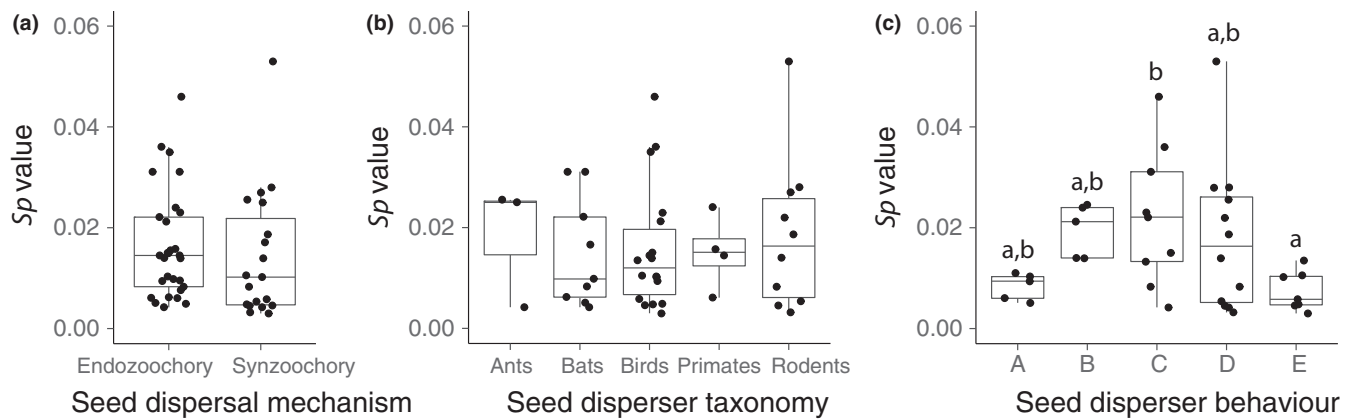 (a)
Sp value
0.06
0.04
0.02
0.00
Endozoochory Synzoochory
Seed dispersal mechanism
(b)
Sp value
0.06
0.04
0.02
0.00
Ants Bats Birds Primates Rodents
Seed disperser taxonomy
(c)
Sp value
0.06
0.04
0.02
0.00
a,b
a,b
b
a,b
a
A B C D E
Seed disperser behaviour